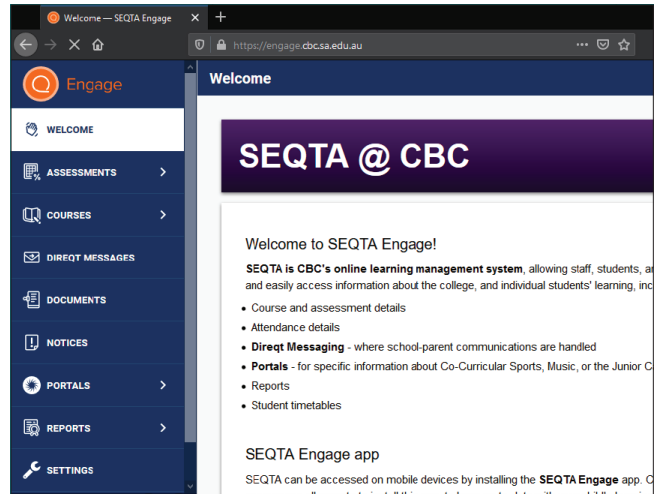 Welcome — SEQTA Engage
https://engage.cbc.sa.edu.au
Engage
Welcome
WELCOME
ASSESSMENTS
COURSES
DIREQT MESSAGES
DOCUMENTS
NOTICES
PORTALS
REPORTS
SETTINGS
SEQTA @ CBC
Welcome to SEQTA Engage!
SEQTA is CBC's online learning management system, allowing staff, students,
and easily access information about the college, and individual students' learning,
• Course and assessment details
• Attendance details
• Direqt Messaging - where school-parent communications are handled
• Portals - for specific information about Co-Curricular Sports, Music, or the Junior
• Reports
• Student timetables
SEQTA Engage app
SEQTA can be accessed on mobile devices by installing the SEQTA Engage app.